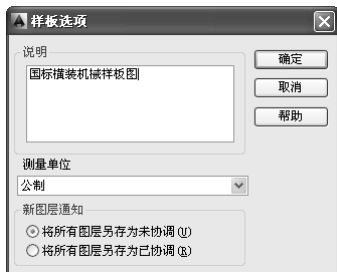 样板选项
说明
国标横装机械样板图
确定
取消
帮助
测量单位
公制
新图层通知
将所有图层另存为未协调(U)
将所有图层另存为已协调(R)